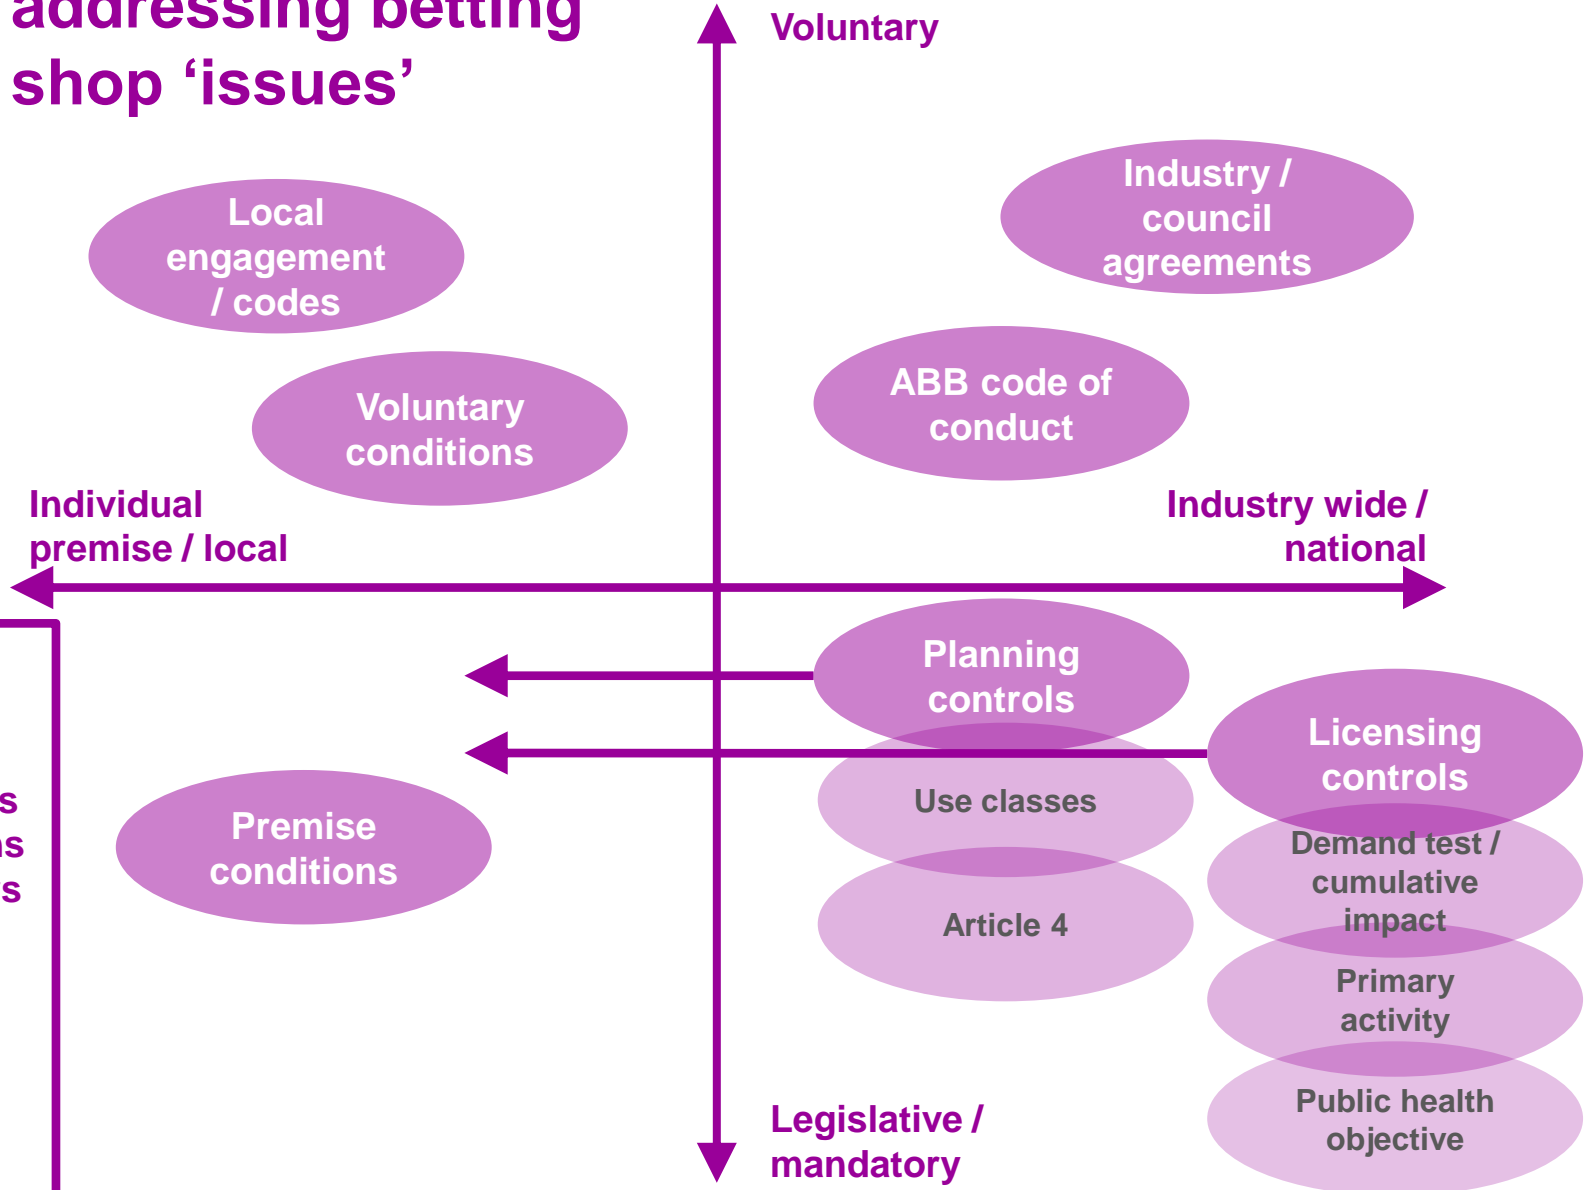 addressing betting
shop ‘issues’
Voluntary
Industry /
council
agreements
Local
engagement
/ codes
ABB code of
conduct
Voluntary
conditions
Individual
premise / local
Industry wide /
national
Planning
controls
Licensing
controls
Use classes
Premise
conditions
Demand test /
cumulative
impact
Article 4
Primary
activity
Public health
objective
Legislative /
mandatory